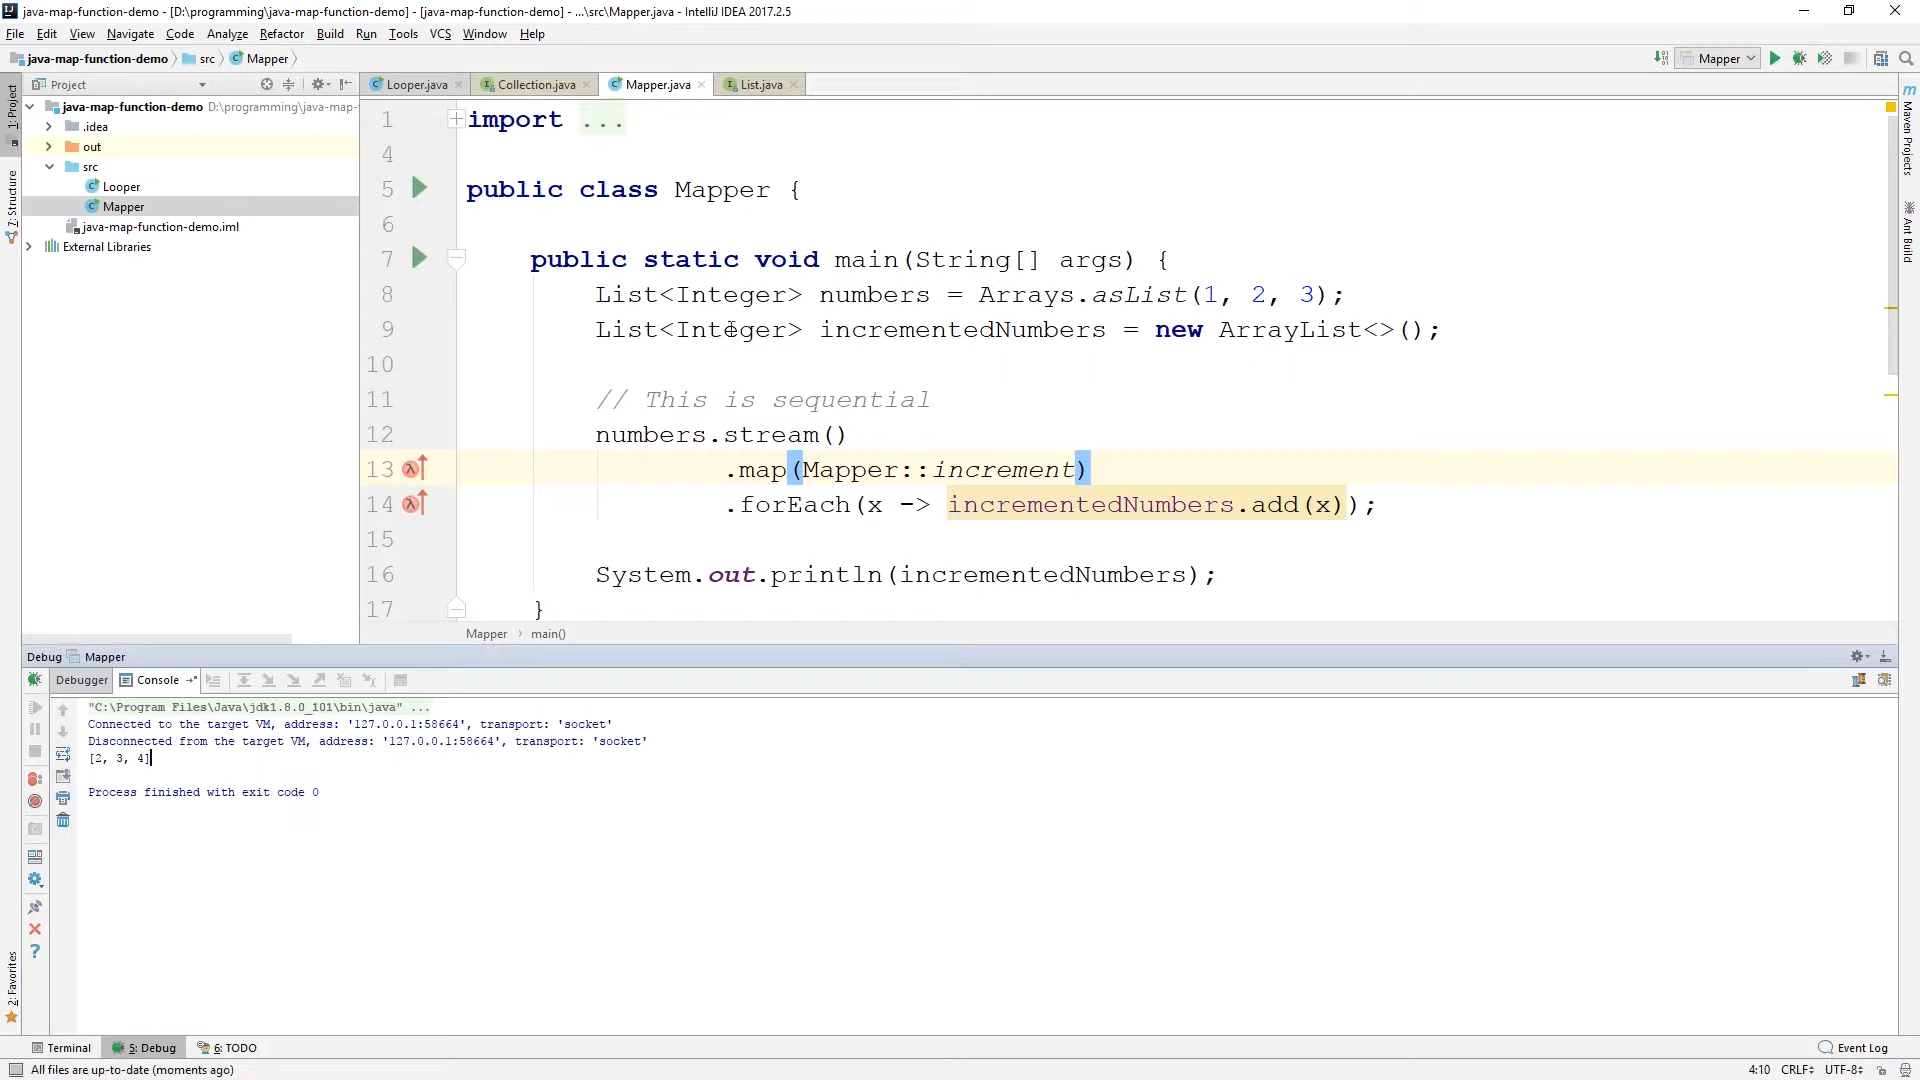 java-map-function-demo - [D:\programming\java-map-function-demo] - [java-map-function-demo] - ...\src\Mapper.java - IntelliJ IDEA 2017.2.5
File Edit View Navigate Code Analyze Refactor Build Run Tools VCS Window Help
java-map-function-demo src Mapper
Mapper
Project
Looper.java Collection.java Mapper.java List.java
1: Project
7: Structure
2: Favorites
Maven Projects
Ant Build
java-map-function-demo D:\programming\java-map-
.idea
out
src
Looper
Mapper
java-map-function-demo.iml
External Libraries
1 import ...
4
5 public class Mapper {
6
7 public static void main(String[] args) {
8 List<Integer> numbers = Arrays.asList(1, 2, 3);
9 List<Integer> incrementedNumbers = new ArrayList<>();
10
11 // This is sequential
12 numbers.stream()
13 .map(Mapper::increment)
14 .forEach(x -> incrementedNumbers.add(x));
15
16 System.out.println(incrementedNumbers);
17 }
Mapper › main()
Debug Mapper
Debugger Console
"C:\Program Files\Java\jdk1.8.0_101\bin\java" ...
Connected to the target VM, address: '127.0.0.1:58664', transport: 'socket'
Disconnected from the target VM, address: '127.0.0.1:58664', transport: 'socket'
[2, 3, 4]
Process finished with exit code 0
Terminal 5: Debug 6: TODO Event Log
All files are up-to-date (moments ago) 4:10 CRLF UTF-8